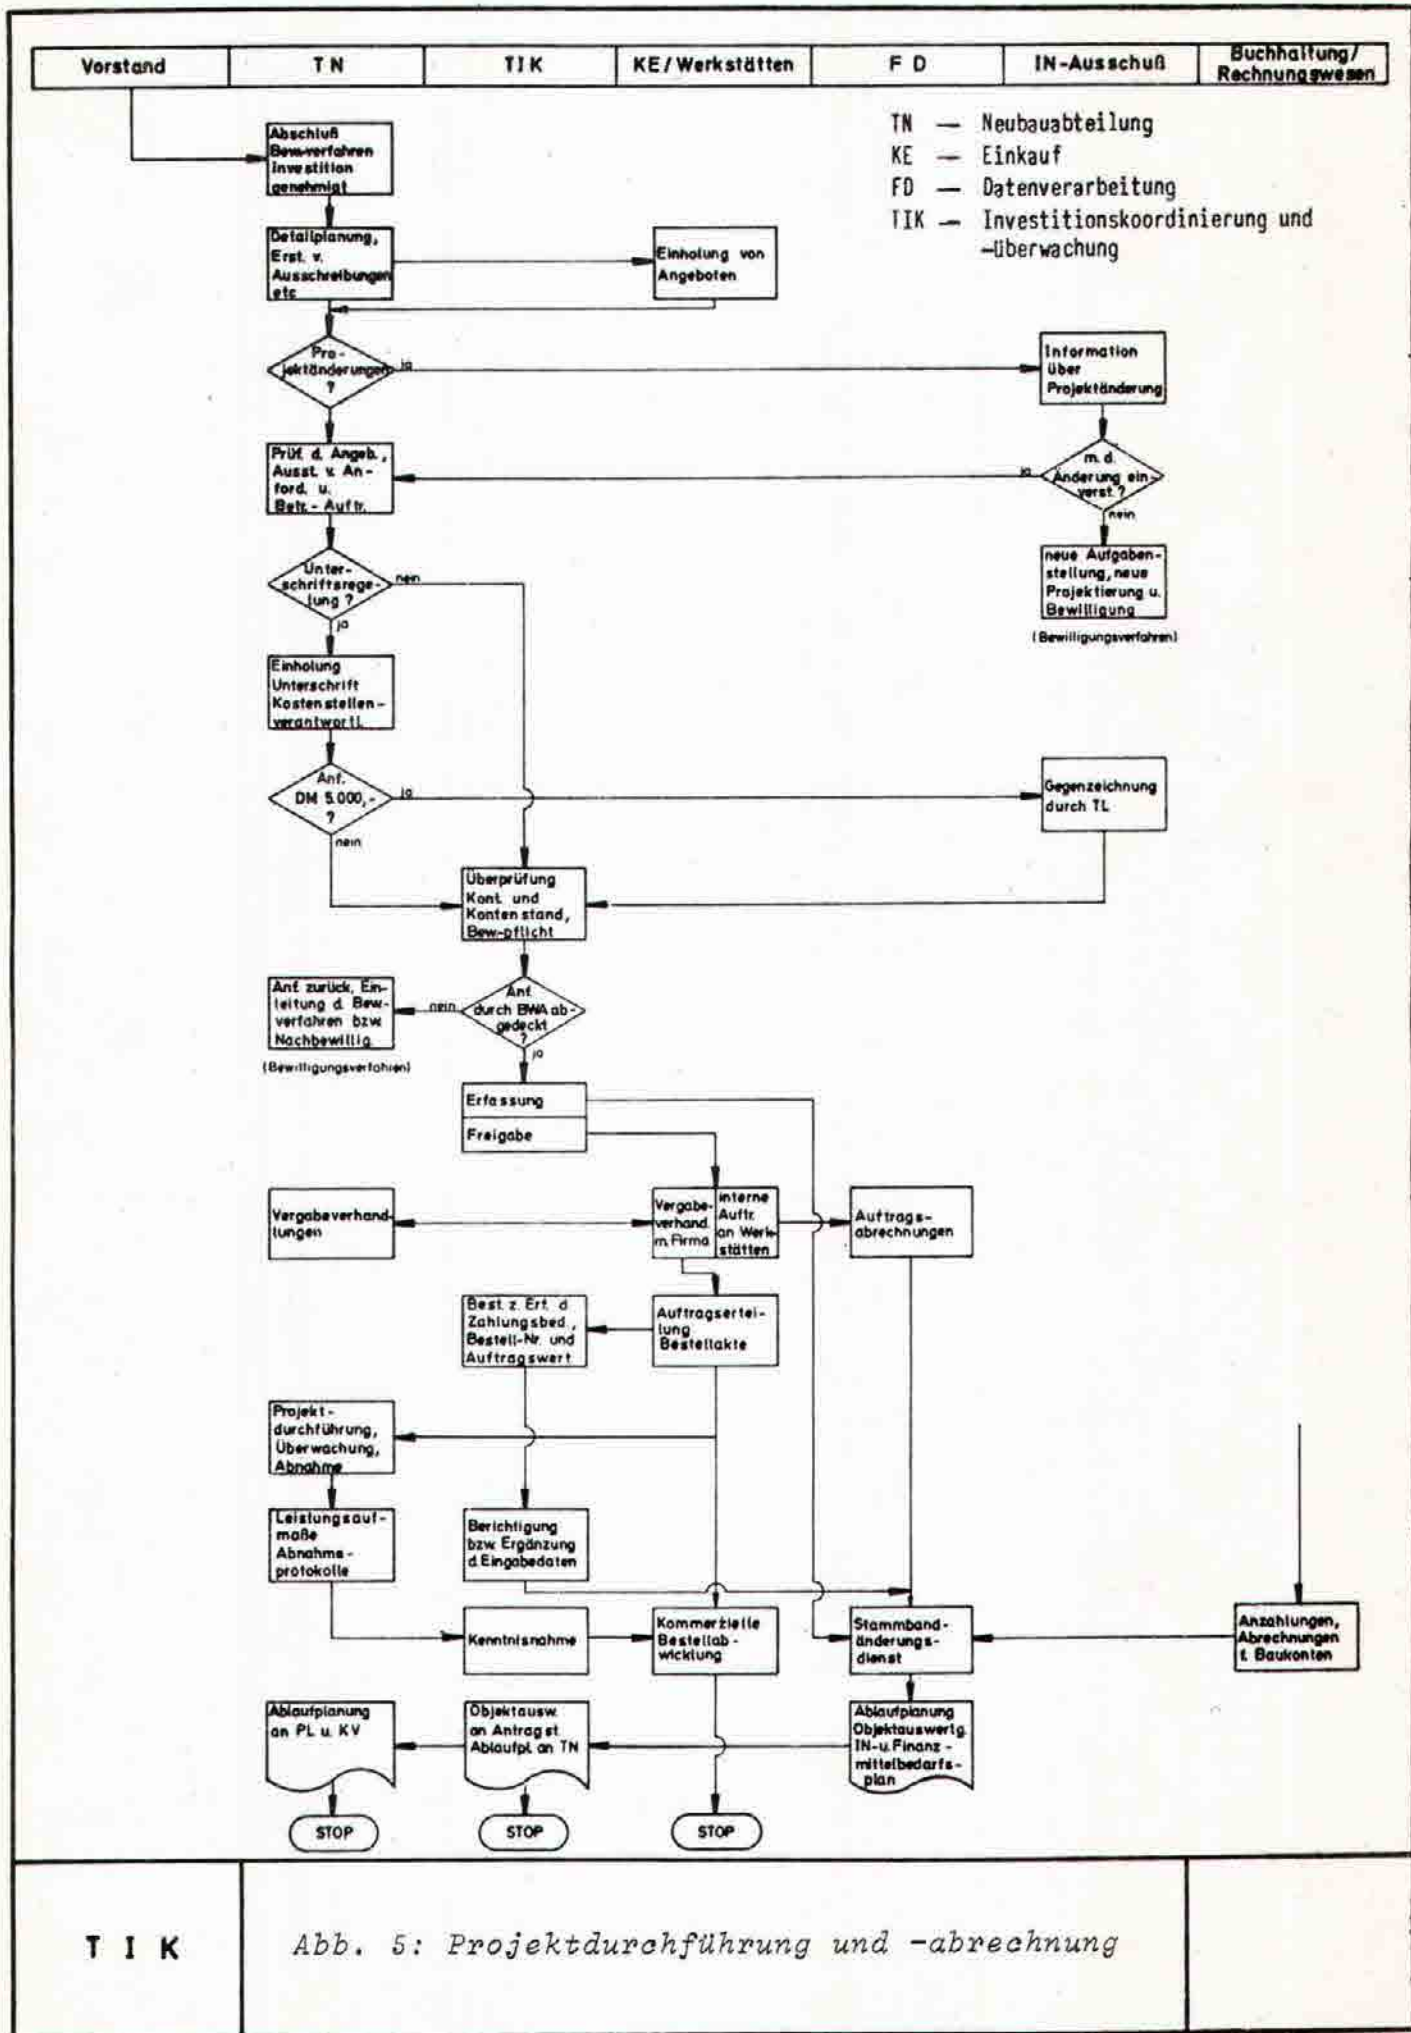 Vorstand
TN
TIK
KE/Werkstätten
FD
IN-Ausschuß
Buchhaltung/
Rechnungswesen
TN — Neubauabteilung
KE — Einkauf
FD — Datenverarbeitung
TIK — Investitionskoordinierung und
-überwachung
Abschluß
Bew-verfahren
Investition
genehmigt
Detailplanung,
Erst. v.
Ausschreibungen
etc
Einholung von
Angeboten
Pro-
jektänderungen
?
ja
Information
über
Projektänderung
Prüf. d. Angeb.,
Ausst. v. An-
ford. u.
Betr.- Auftr.
ja
m. d.
Änderung ein-
verst.?
nein
Unter-
schriftsrege-
lung ?
nein
ja
neue Aufgaben-
stellung, neue
Projektierung u.
Bewilligung
(Bewilligungsverfahren)
Einholung
Unterschrift
Kostenstellen-
verantwortl.
Anf.
DM 5.000,-
?
ja
nein
Gegenzeichnung
durch TL
Überprüfung
Kont. und
Kontenstand,
Bew-pflicht
Anf. zurück, Ein-
leitung d. Bew-
verfahren bzw.
Nachbewillig.
(Bewilligungsverfahren)
nein
Anf.
durch BWA ab-
gedeckt
?
ja
Erfassung
Freigabe
Vergabeverhand-
lungen
Vergabe-
verhand.
m. Firma
interne
Auftr.
an Werk-
stätten
Auftrags-
abrechnungen
Best. z. Erf. d.
Zahlungsbed.,
Bestell-Nr. und
Auftragswert
Auftragsertei-
lung
Bestellakte
Projekt-
durchführung,
Überwachung,
Abnahme
Leistungsauf-
maße
Abnahme-
protokolle
Berichtigung
bzw. Ergänzung
d. Eingabedaten
Kenntnisnahme
Kommerzielle
Bestellab-
wicklung
Stammband-
änderungs-
dienst
Anzahlungen,
Abrechnungen
f. Baukonten
Ablaufplanung
an PL u. KV
Objektausw.
an Antragst.
Ablaufpl. an TN
Ablaufplanung
Objektauswertg.
IN-u. Finanz-
mittelbedarfs-
plan
STOP
STOP
STOP
TIK
Abb. 5: Projektdurchführung und -abrechnung